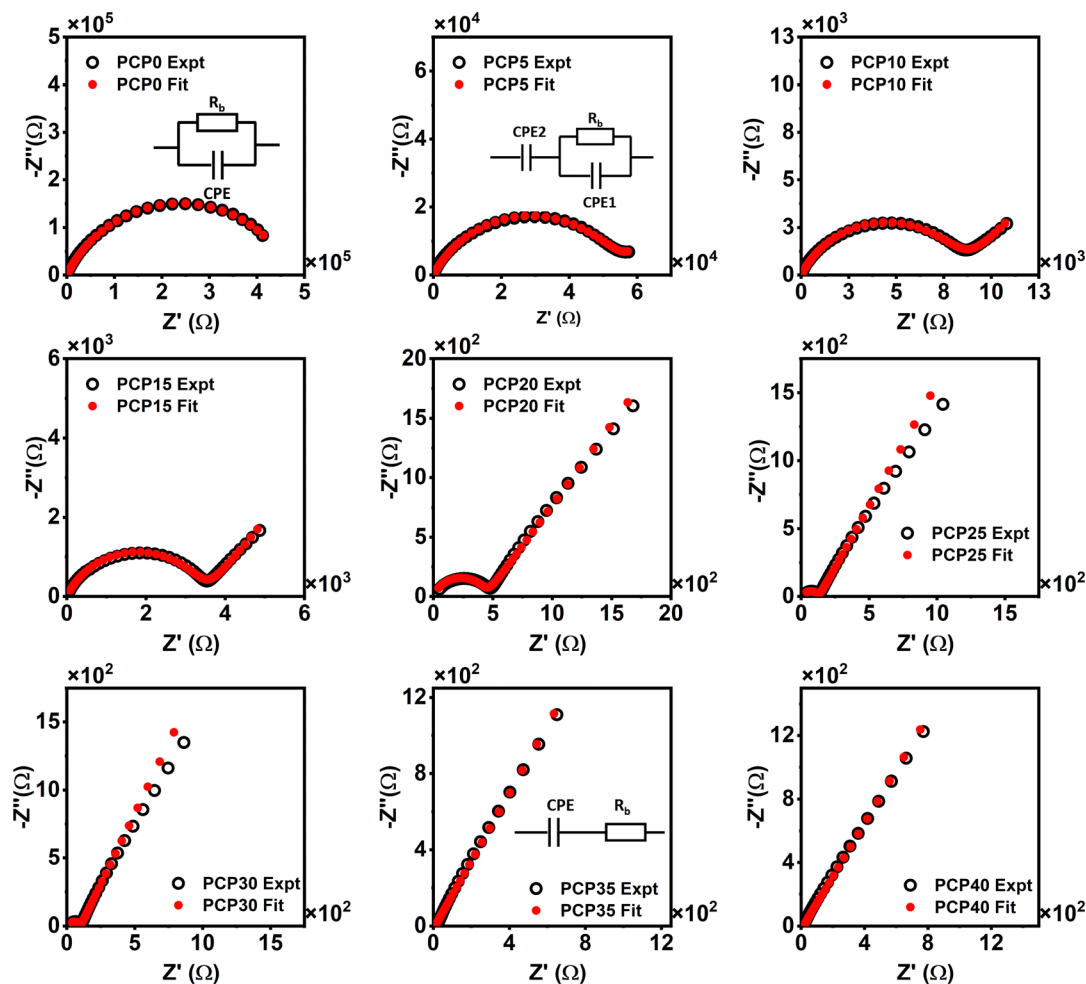 ×10⁵
5
4
3
2
1
0
-Z''(Ω)
PCP0 Expt
PCP0 Fit
R_b
CPE
0 1 2 3 4 5
×10⁵
Z' (Ω)
×10⁴
6
4
2
0
-Z''(Ω)
PCP5 Expt
PCP5 Fit
CPE2
R_b
CPE1
0 2 4 6
×10⁴
Z' (Ω)
×10³
13
10
8
5
3
0
-Z''(Ω)
PCP10 Expt
PCP10 Fit
0 3 5 8 10 13
×10³
Z' (Ω)
×10³
6
4
2
0
-Z''(Ω)
PCP15 Expt
PCP15 Fit
0 2 4 6
×10³
Z' (Ω)
×10²
20
15
10
5
0
-Z''(Ω)
PCP20 Expt
PCP20 Fit
0 5 10 15 20
×10²
Z' (Ω)
×10²
15
10
5
0
-Z''(Ω)
PCP25 Expt
PCP25 Fit
0 5 10 15
×10²
Z' (Ω)
×10²
15
10
5
0
-Z''(Ω)
PCP30 Expt
PCP30 Fit
0 5 10 15
×10²
Z' (Ω)
×10²
12
8
4
0
-Z''(Ω)
CPE
R_b
PCP35 Expt
PCP35 Fit
0 4 8 12
×10²
Z' (Ω)
×10²
12
8
4
0
-Z''(Ω)
PCP40 Expt
PCP40 Fit
0 4 8 12
×10²
Z' (Ω)